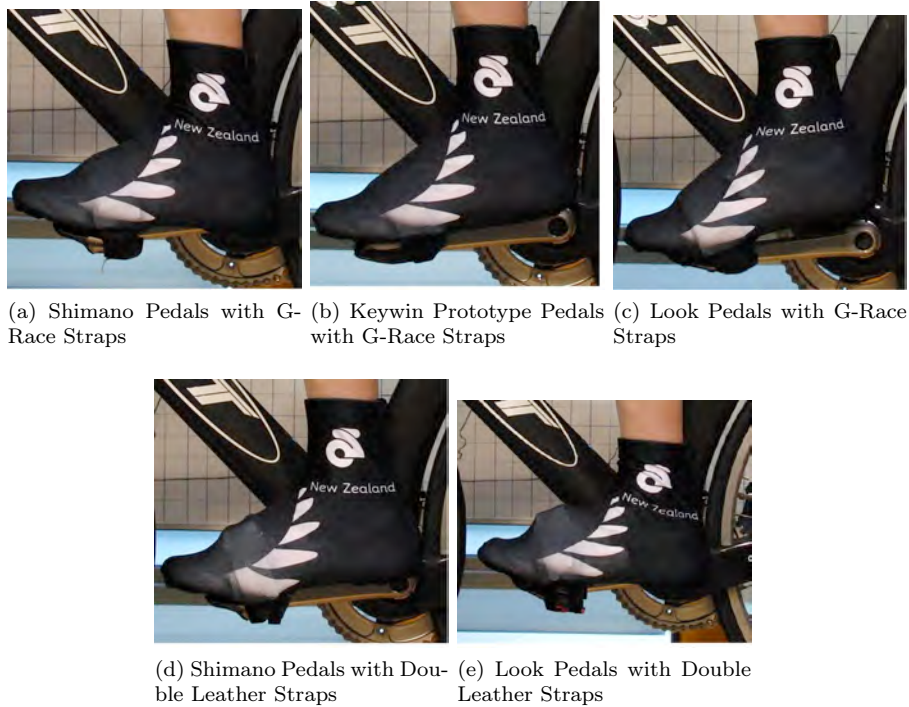 New Zealand
New Zealand
New Zealand
(a) Shimano Pedals with G-
Race Straps
(b) Keywin Prototype Pedals
with G-Race Straps
(c) Look Pedals with G-Race
Straps
New Zealand
New Zealand
(d) Shimano Pedals with Dou-
ble Leather Straps
(e) Look Pedals with Double
Leather Straps